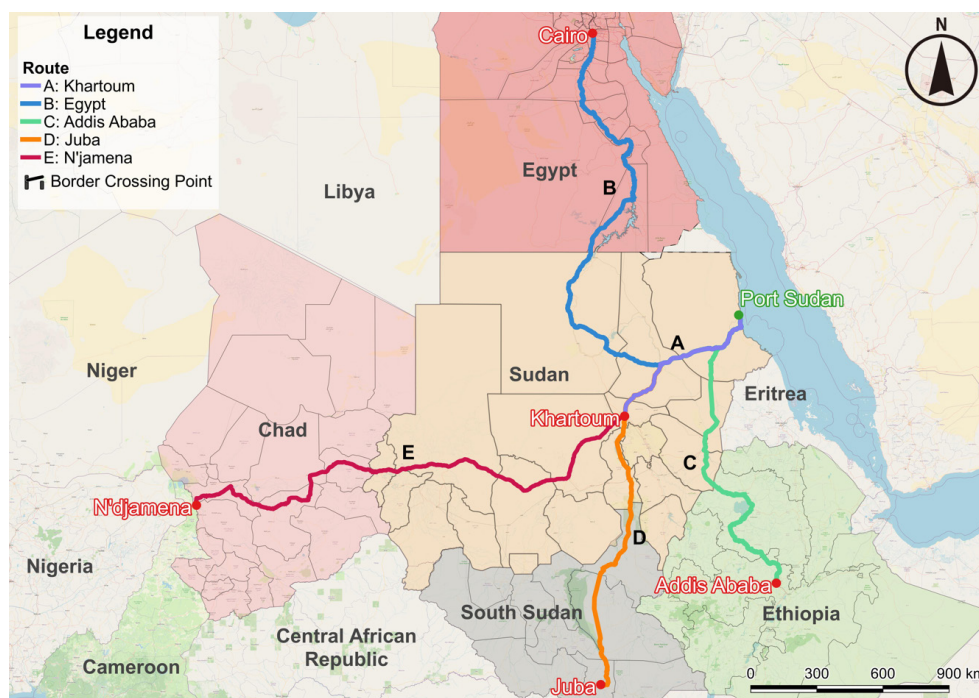 Legend
Route
A: Khartoum
B: Egypt
C: Addis Ababa
D: Juba
E: N'jamena
Border Crossing Point
N
Cairo
Egypt
B
Libya
Port Sudan
A
Niger
Sudan
Eritrea
Chad
Khartoum
E
C
N'djamena
D
Nigeria
Addis Ababa
South Sudan
Ethiopia
Central African
Republic
Cameroon
Juba
0 300 600 900 km